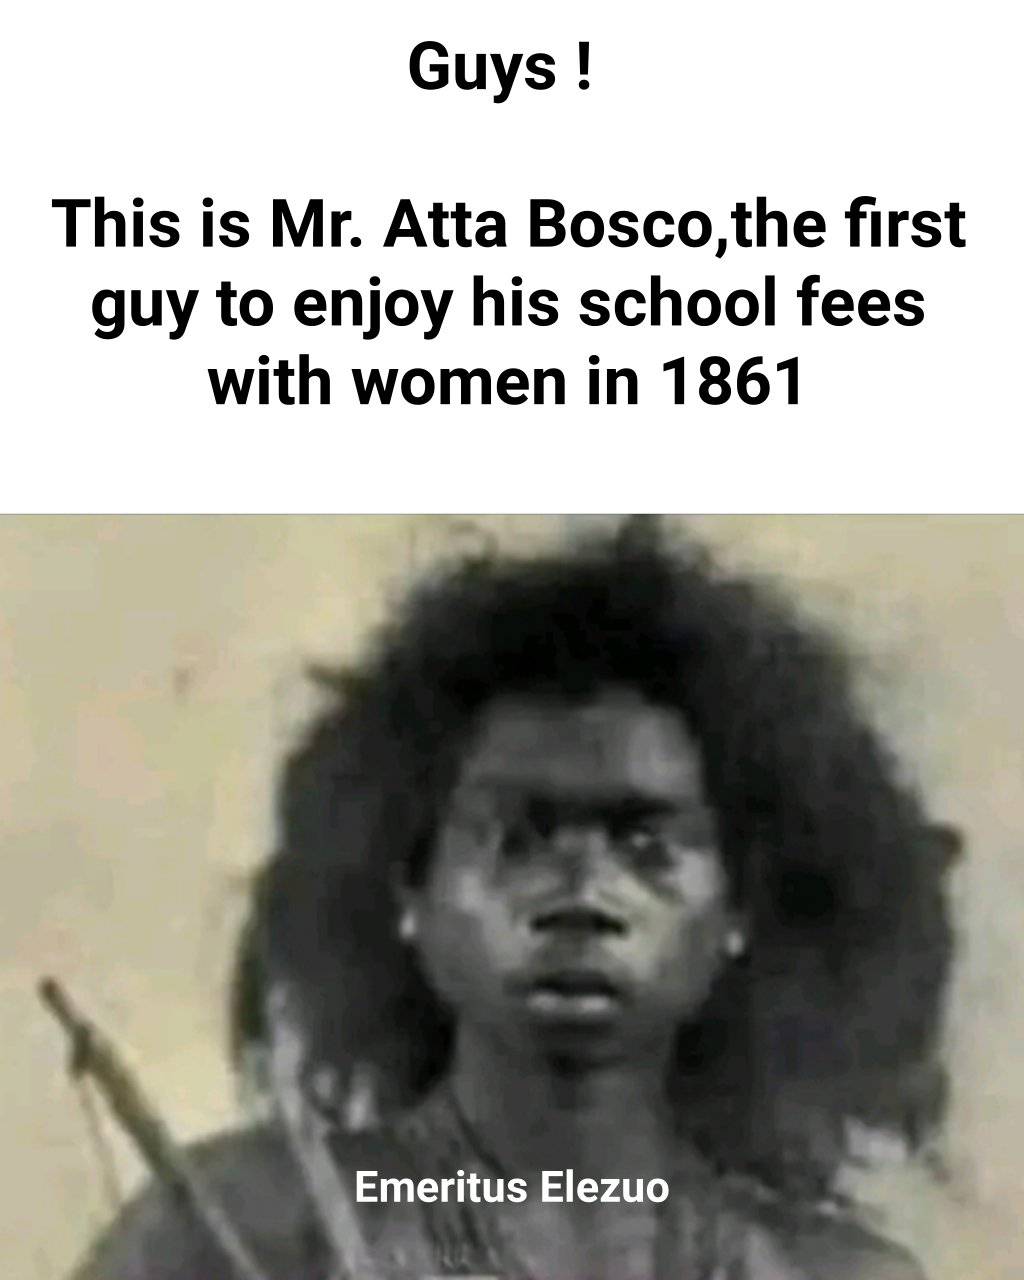 Guys !
This is Mr. Atta Bosco,the first
guy to enjoy his school fees
with women in 1861
Emeritus Elezuo